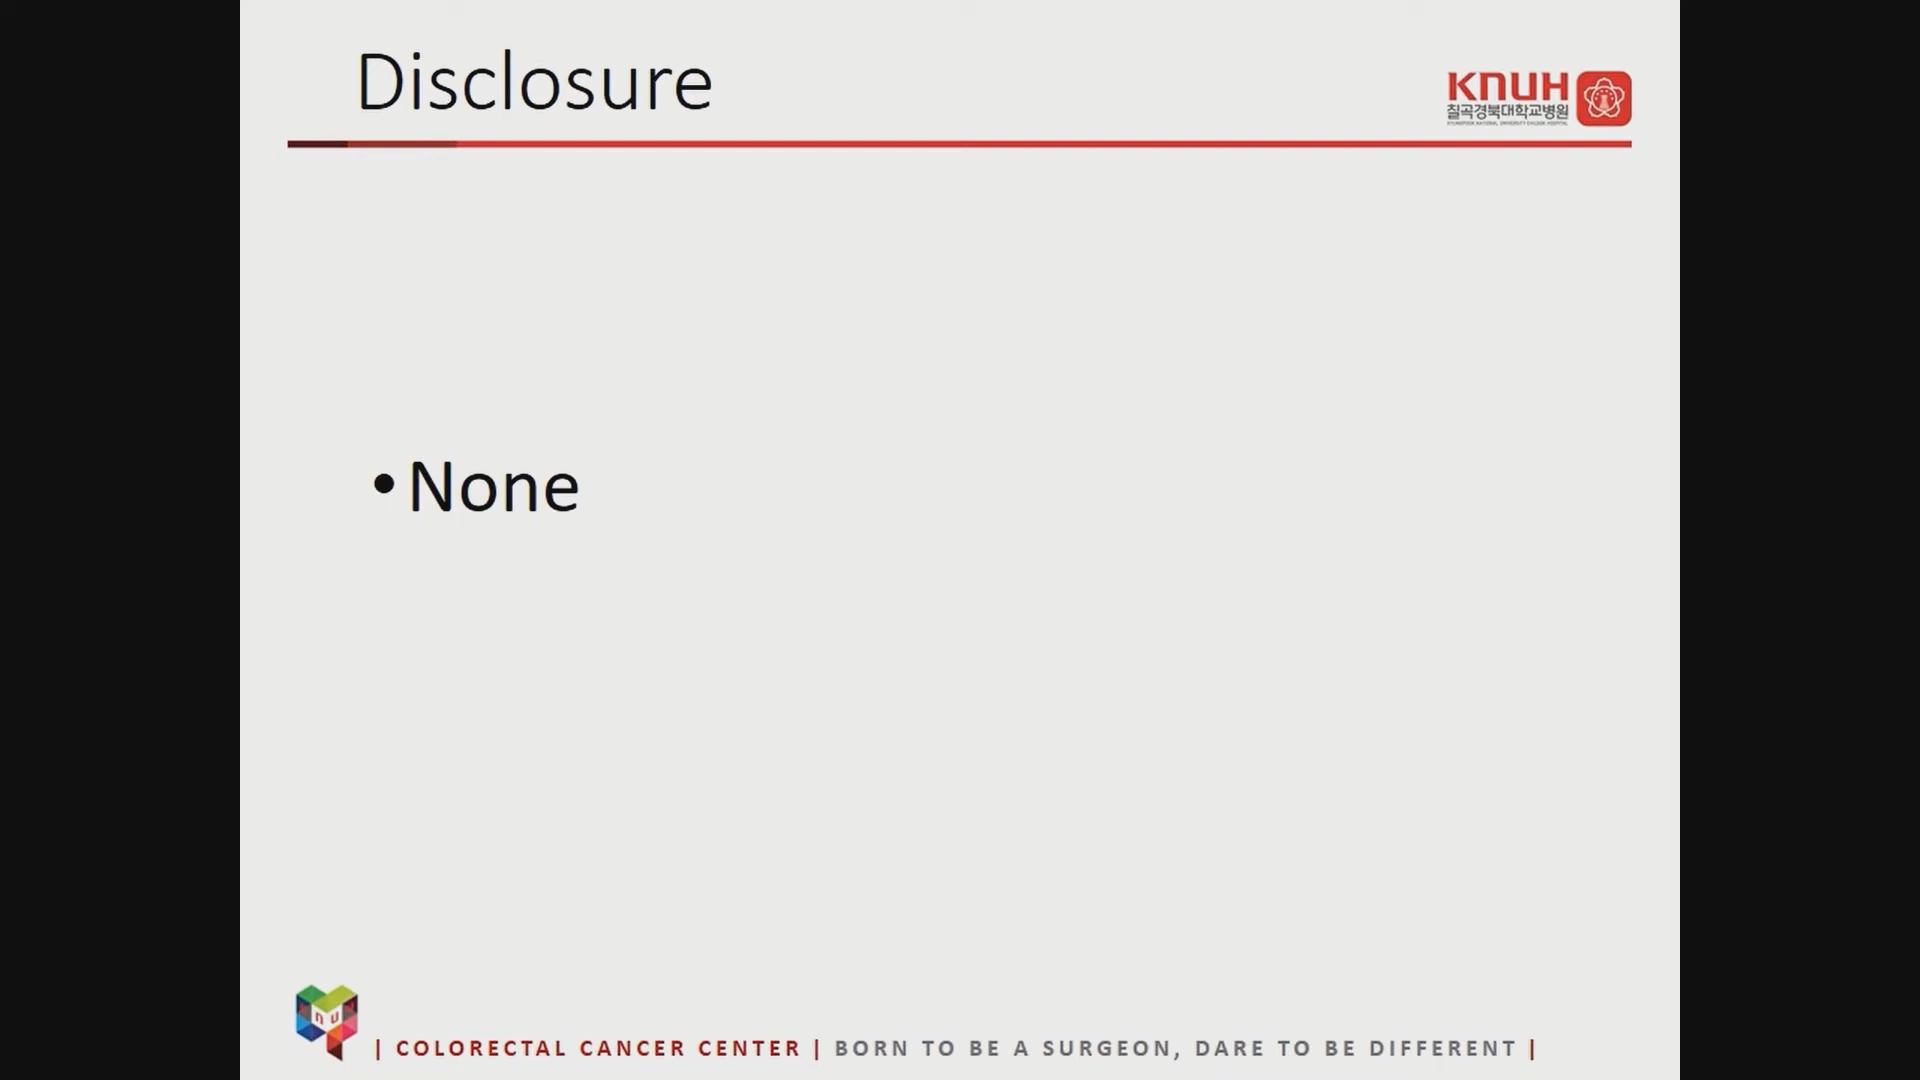 Disclosure
KNUH
칠곡경북대학교병원
• None
| COLORECTAL CANCER CENTER | BORN TO BE A SURGEON, DARE TO BE DIFFERENT |